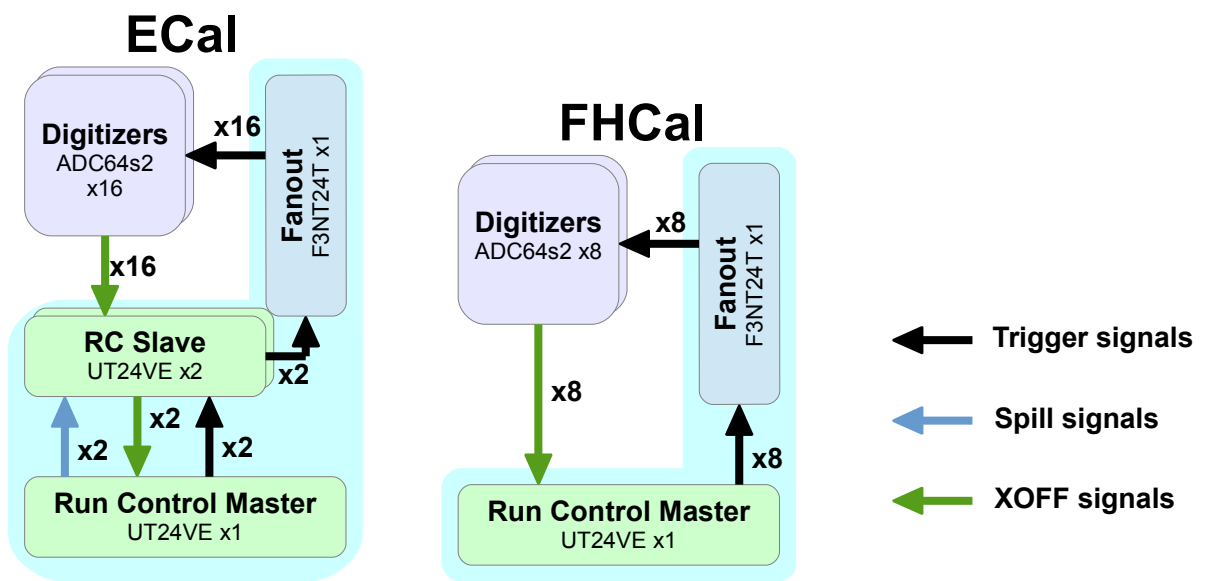 ECal
Digitizers
ADC64s2
x16
x16
Fanout
F3NT24T x1
x16
RC Slave
UT24VE x2
x2
x2
x2
x2
Run Control Master
UT24VE x1
FHCal
Digitizers
ADC64s2 x8
x8
Fanout
F3NT24T x1
x8
x8
Run Control Master
UT24VE x1
Trigger signals
Spill signals
XOFF signals